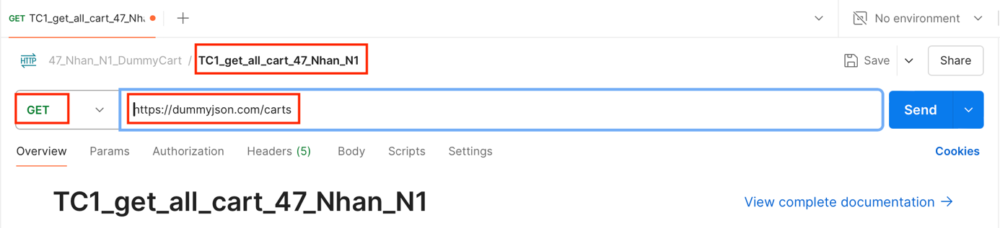 GET TC1_get_all_cart_47_Nh
No environment
HTTP 47_Nhan_N1_DummyCart / TC1_get_all_cart_47_Nhan_N1
Save
Share
GET
https://dummyjson.com/carts
Send
Overview Params Authorization Headers (5) Body Scripts Settings
Cookies
TC1_get_all_cart_47_Nhan_N1
View complete documentation →